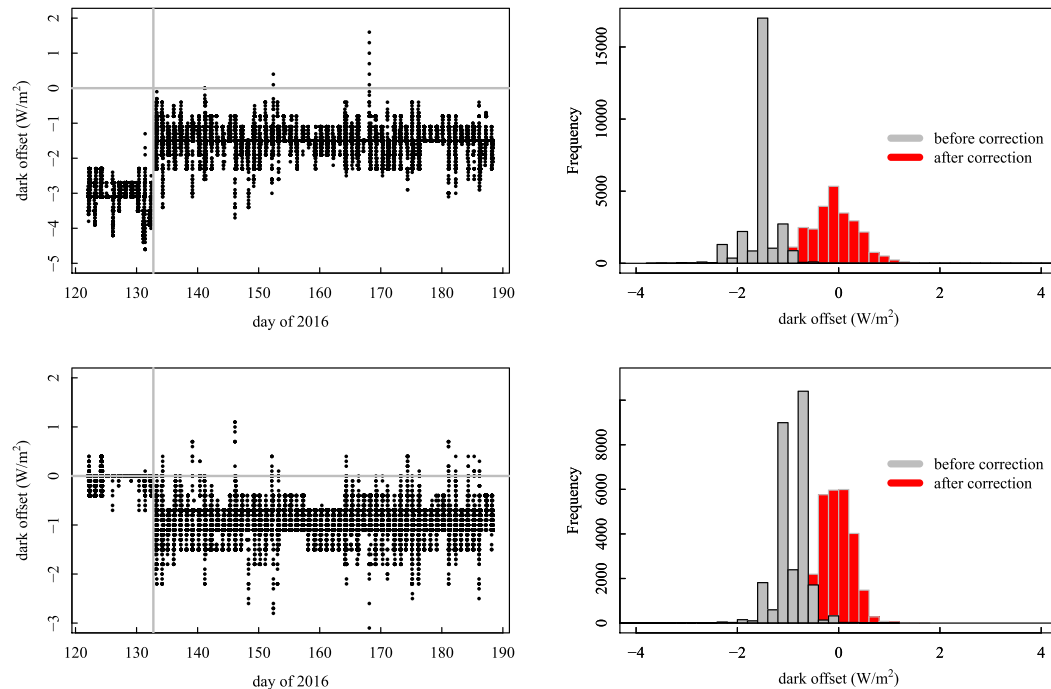 dark offset (W/m²)
2
1
0
−1
−2
−3
−4
−5
120 130 140 150 160 170 180 190
day of 2016
Frequency
15000
10000
5000
0
before correction
after correction
−4 −2 0 2 4
dark offset (W/m²)
dark offset (W/m²)
2
1
0
−1
−2
−3
120 130 140 150 160 170 180 190
day of 2016
Frequency
8000
6000
4000
2000
0
before correction
after correction
−4 −2 0 2 4
dark offset (W/m²)